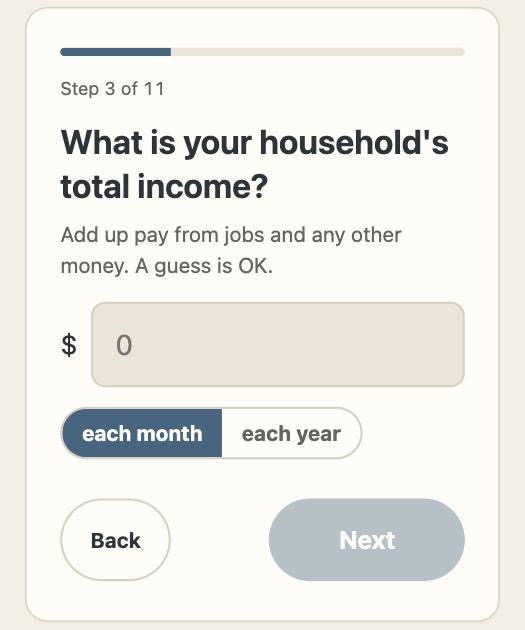 Step 3 of 11
What is your household's
total income?
Add up pay from jobs and any other
money. A guess is OK.
$ 0
each month each year
Back Next